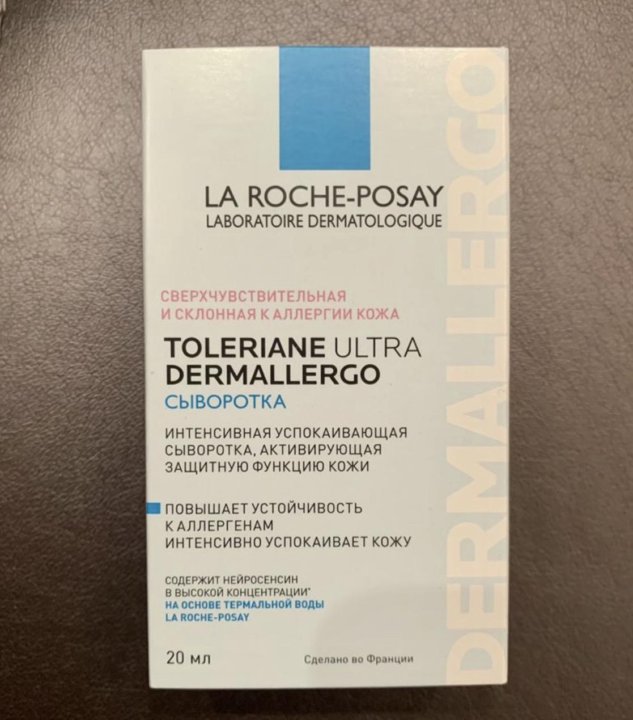 LA ROCHE-POSAY
LABORATOIRE DERMATOLOGIQUE
СВЕРХЧУВСТВИТЕЛЬНАЯ
И СКЛОННАЯ К АЛЛЕРГИИ КОЖА
TOLERIANE ULTRA
DERMALLERGO
СЫВОРОТКА
ИНТЕНСИВНАЯ УСПОКАИВАЮЩАЯ
СЫВОРОТКА, АКТИВИРУЮЩАЯ
ЗАЩИТНУЮ ФУНКЦИЮ КОЖИ
ПОВЫШАЕТ УСТОЙЧИВОСТЬ
К АЛЛЕРГЕНАМ
ИНТЕНСИВНО УСПОКАИВАЕТ КОЖУ
СОДЕРЖИТ НЕЙРОСЕНСИН
В ВЫСОКОЙ КОНЦЕНТРАЦИИ*
НА ОСНОВЕ ТЕРМАЛЬНОЙ ВОДЫ
LA ROCHE-POSAY
20 мл
Сделано во Франции
DERMALLERGO